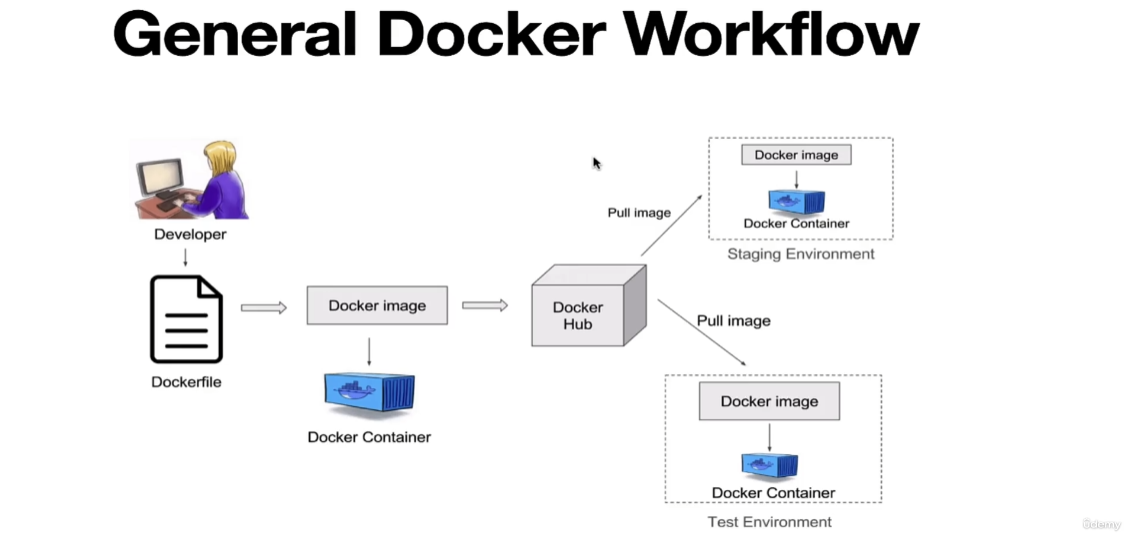 General Docker Workflow
Developer
Dockerfile
Docker image
Docker Container
Docker
Hub
Pull image
Docker image
Docker Container
Staging Environment
Pull image
Docker image
Docker Container
Test Environment
ûdemy